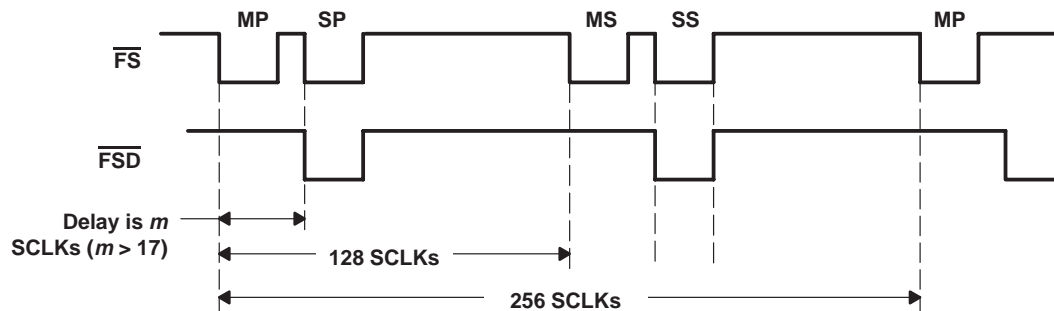 MP SP MS SS MP
FS
FSD
Delay is m
SCLKs (m > 17)
128 SCLKs
256 SCLKs